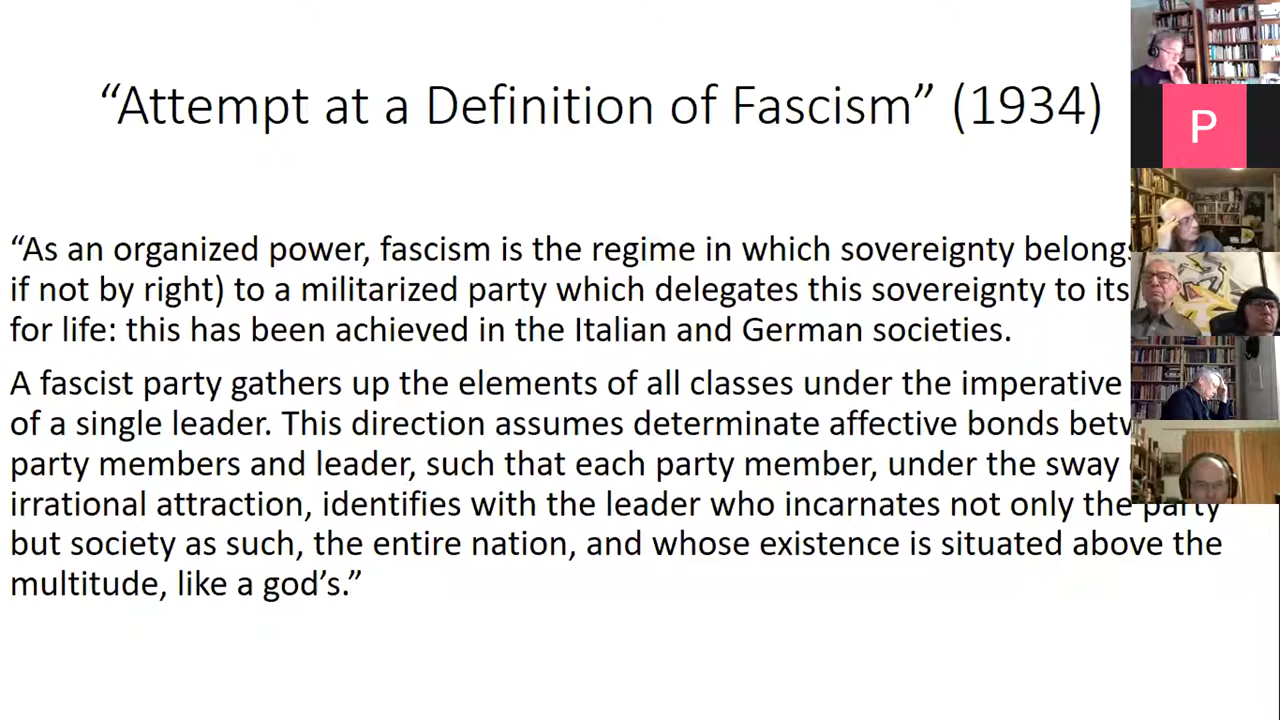 “Attempt at a Definition of Fascism” (1934)
P
“As an organized power, fascism is the regime in which sovereignty belongs
if not by right) to a militarized party which delegates this sovereignty to its
for life: this has been achieved in the Italian and German societies.
A fascist party gathers up the elements of all classes under the imperative
of a single leader. This direction assumes determinate affective bonds
party members and leader, such that each party member, under the sway
irrational attraction, identifies with the leader who incarnates not only the party
but society as such, the entire nation, and whose existence is situated above the
multitude, like a god’s.”